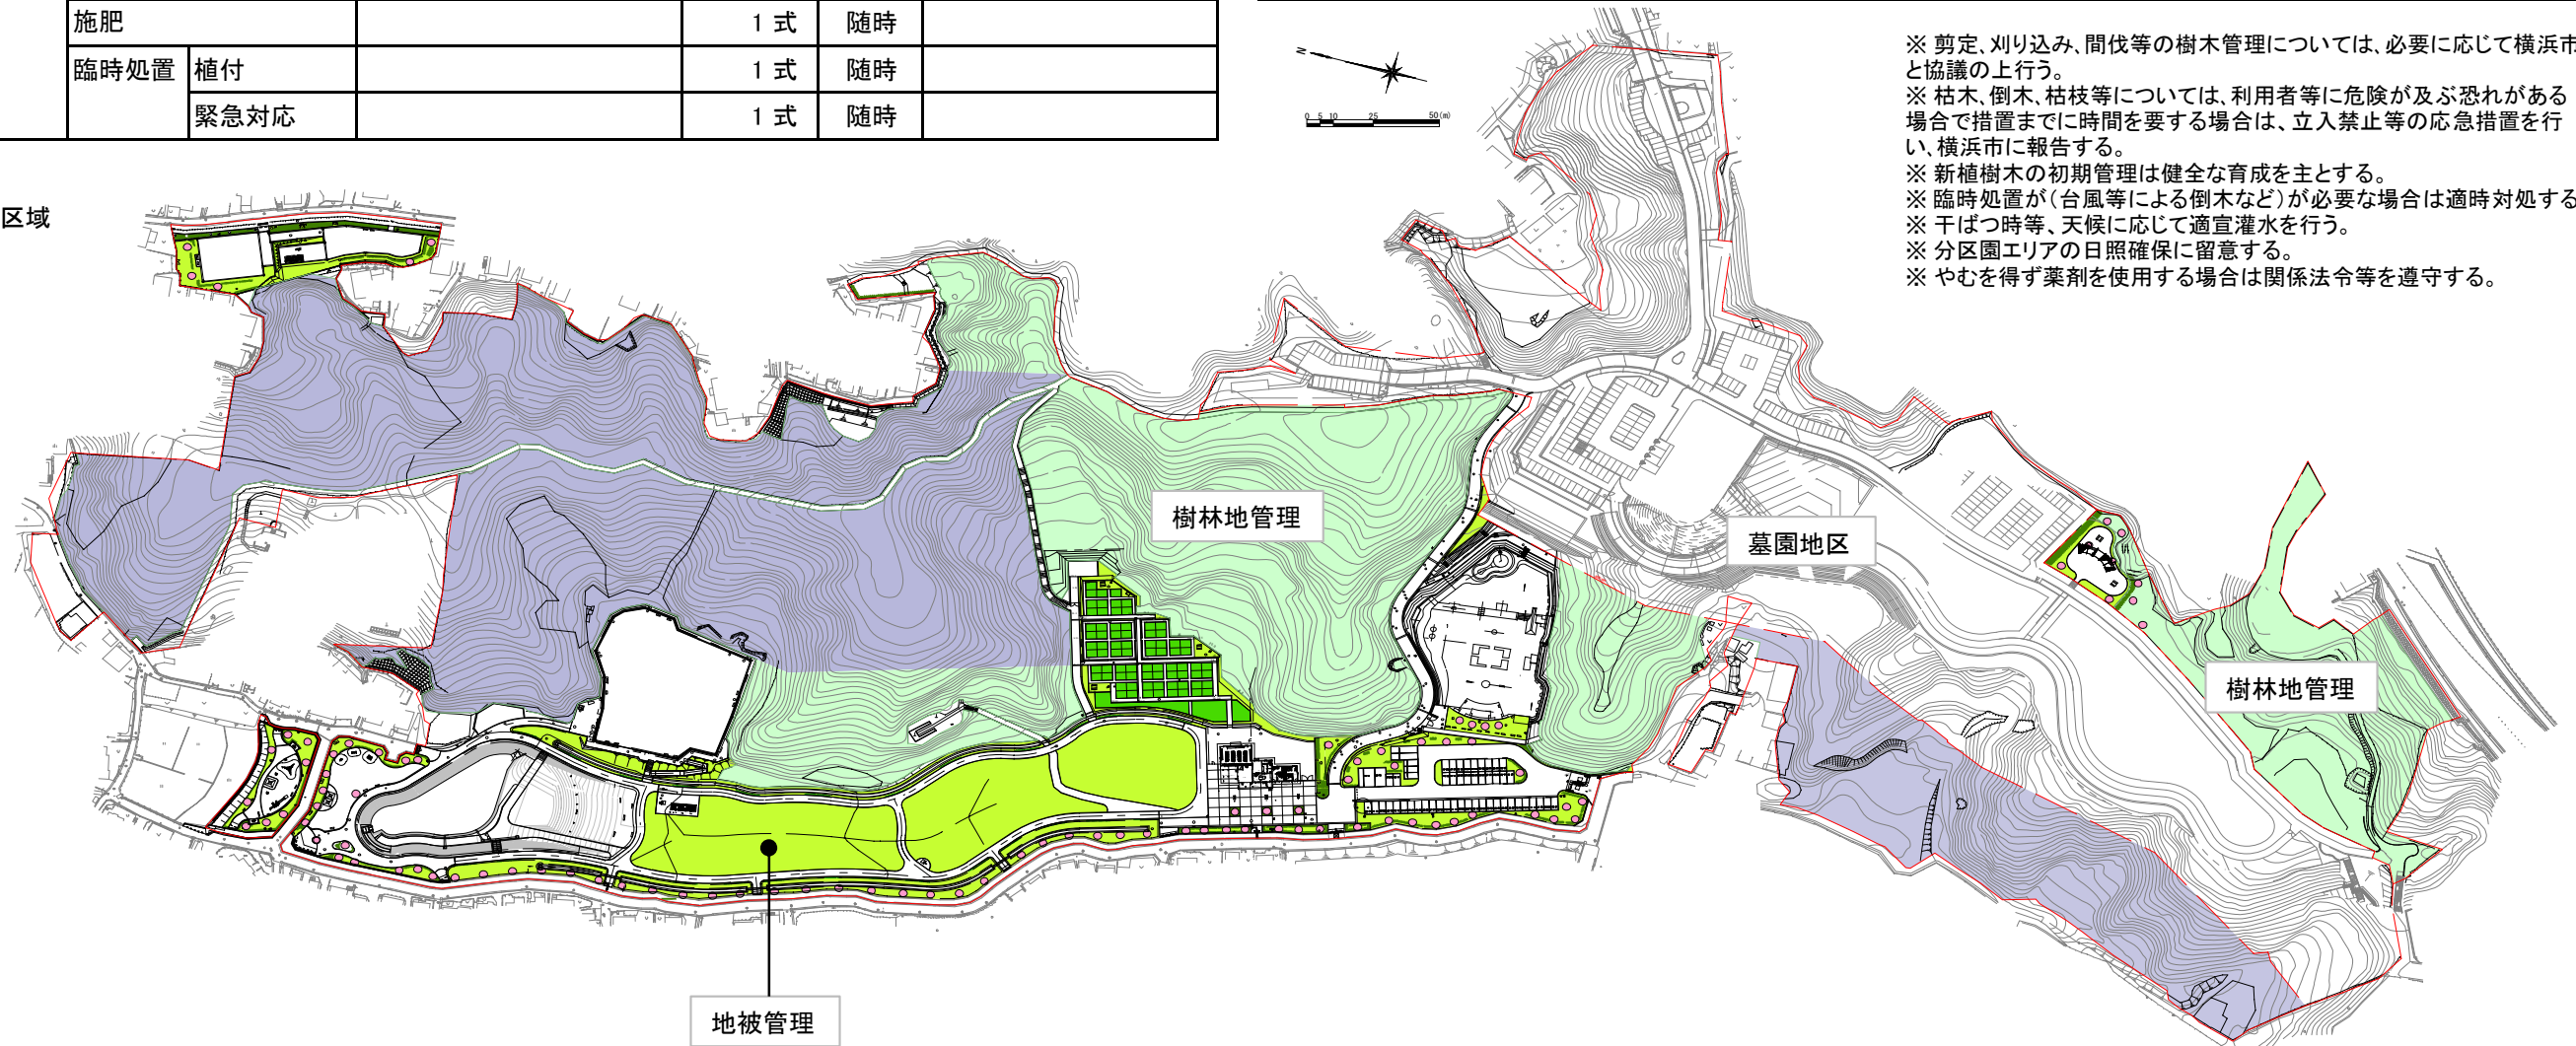 施肥 1 式 随時
臨時処置 植付 1 式 随時
緊急対応 1 式 随時
区域
N
0 5 10 25 50(m)
※ 剪定、刈り込み、間伐等の樹木管理については、必要に応じて横浜市
と協議の上行う。
※ 枯木、倒木、枯枝等については、利用者等に危険が及ぶ恐れがある
場合で措置までに時間を要する場合は、立入禁止等の応急措置を行
い、横浜市に報告する。
※ 新植樹木の初期管理は健全な育成を主とする。
※ 臨時処置が（台風等による倒木など）が必要な場合は適時対処する
※ 干ばつ時等、天候に応じて適宣灌水を行う。
※ 分区園エリアの日照確保に留意する。
※ やむを得ず薬剤を使用する場合は関係法令等を遵守する。
樹林地管理
墓園地区
樹林地管理
地被管理